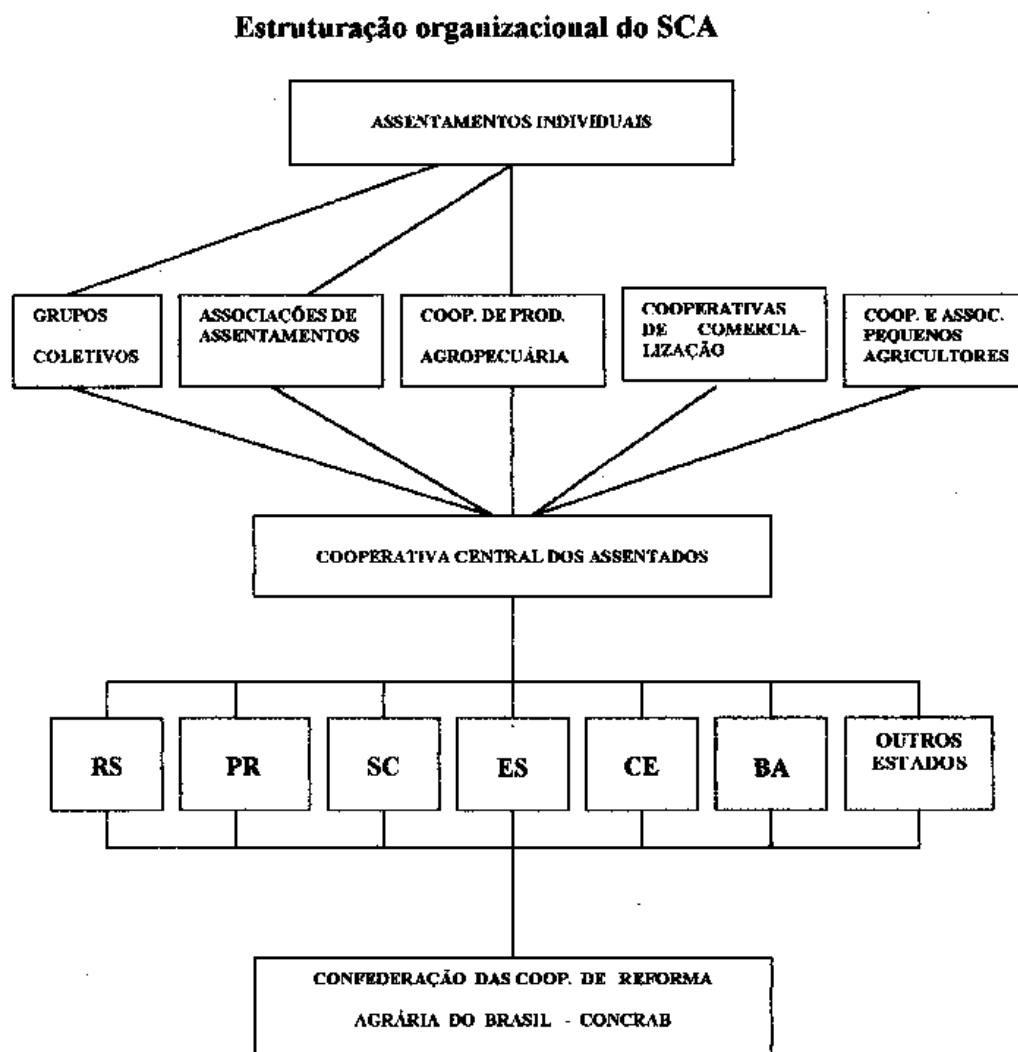 Estruturação organizacional do SCA
ASSENTAMENTOS INDIVIDUAIS
GRUPOS
COLETIVOS
ASSOCIAÇÕES DE
ASSENTAMENTOS
COOP. DE PROD.
AGROPECUÁRIA
COOPERATIVAS
DE COMERCIA-
LIZAÇÃO
COOP. E ASSOC.
PEQUENOS
AGRICULTORES
COOPERATIVA CENTRAL DOS ASSENTADOS
RS
PR
SC
ES
CE
BA
OUTROS
ESTADOS
CONFEDERAÇÃO DAS COOP. DE REFORMA
AGRÁRIA DO BRASIL - CONCRAB